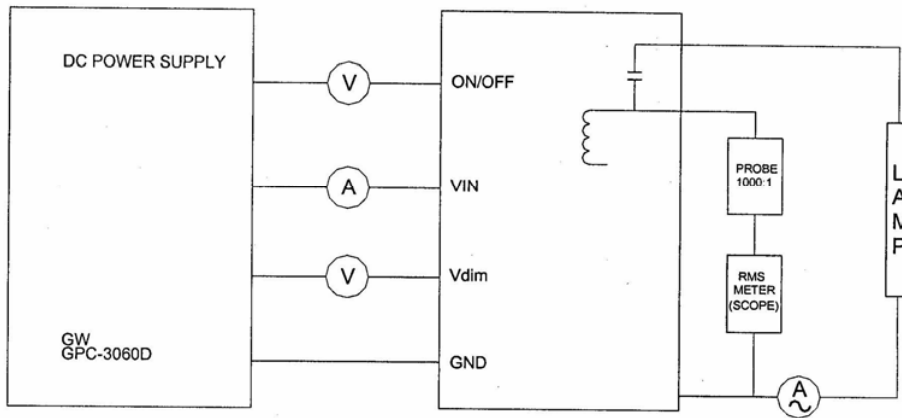 DC POWER SUPPLY
V
ON/OFF
A
VIN
V
Vdim
GW
GPC-3060D
GND
PROBE
1000:1
RMS
METER
(SCOPE)
A
L
A
M
P